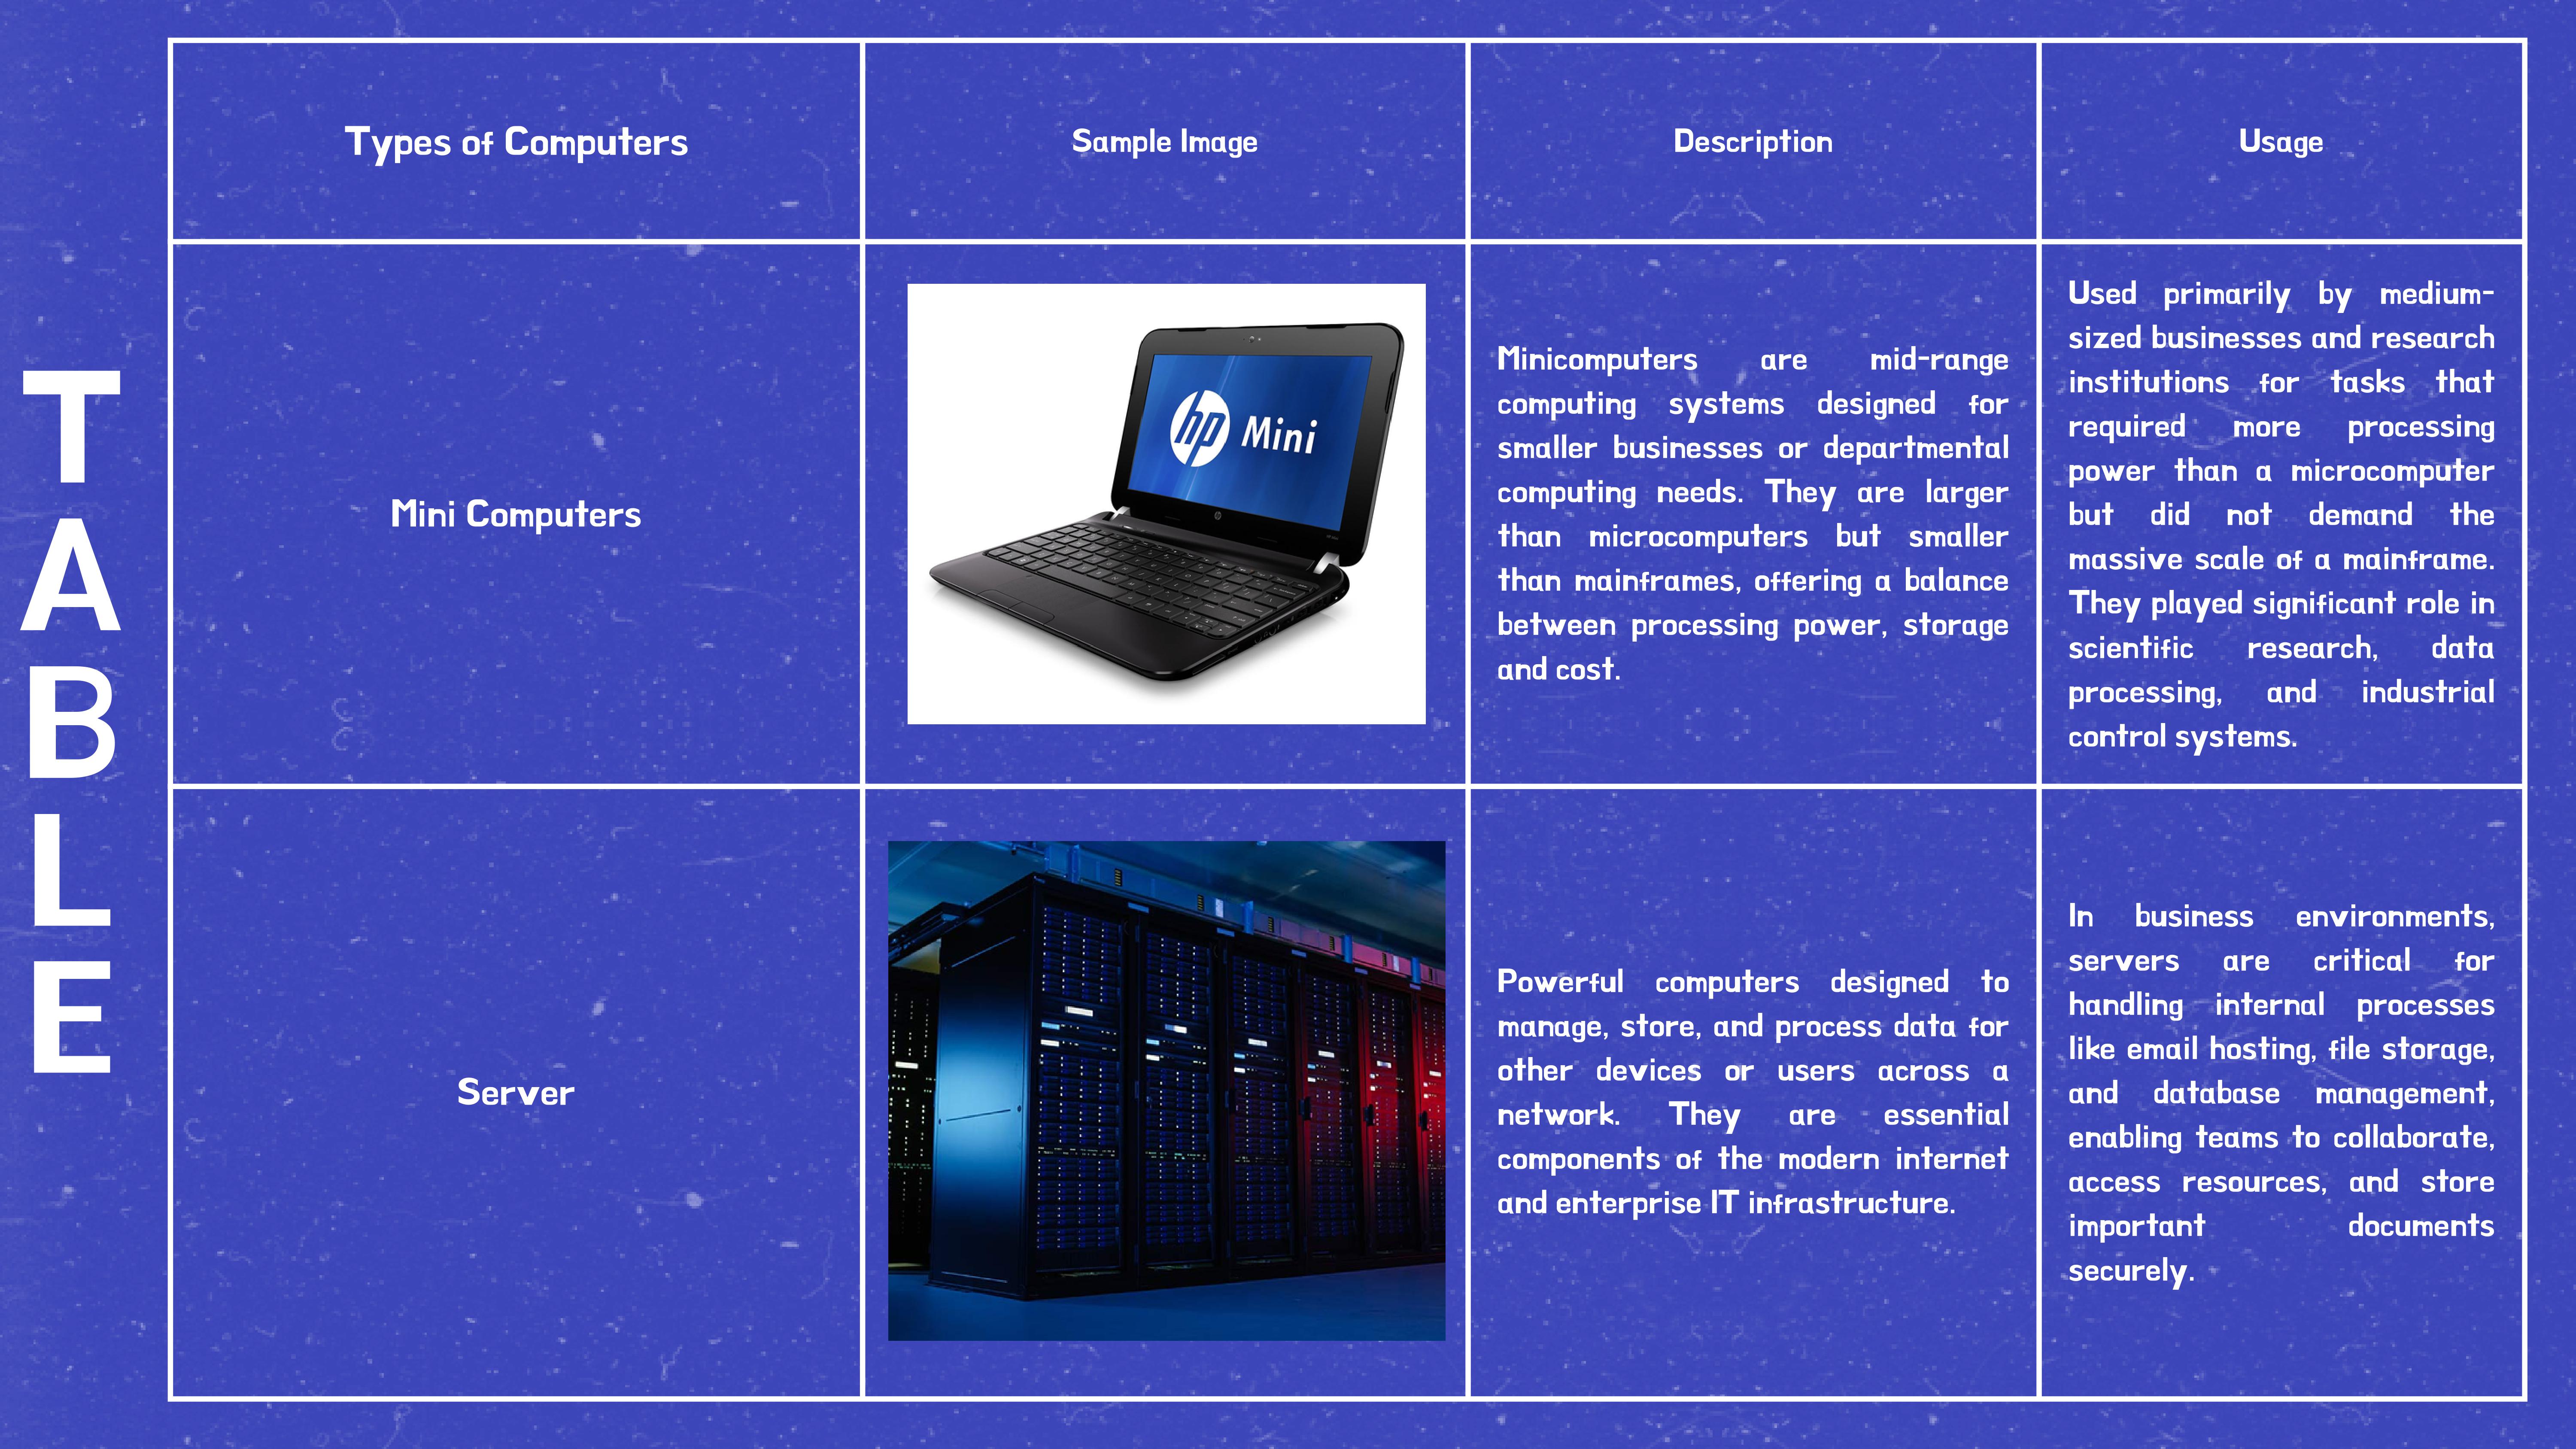 TABLE
Types of Computers
Sample Image
Description
Usage
Mini Computers
hp Mini
Minicomputers are mid-range
computing systems designed for
smaller businesses or departmental
computing needs. They are larger
than microcomputers but smaller
than mainframes, offering a balance
between processing power, storage
and cost.
Used primarily by medium-
sized businesses and research
institutions for tasks that
required more processing
power than a microcomputer
but did not demand the
massive scale of a mainframe.
They played significant role in
scientific research, data
processing, and industrial
control systems.
Server
Powerful computers designed to
manage, store, and process data for
other devices or users across a
network. They are essential
components of the modern internet
and enterprise IT infrastructure.
In business environments,
servers are critical for
handling internal processes
like email hosting, file storage,
and database management,
enabling teams to collaborate,
access resources, and store
important documents
securely.